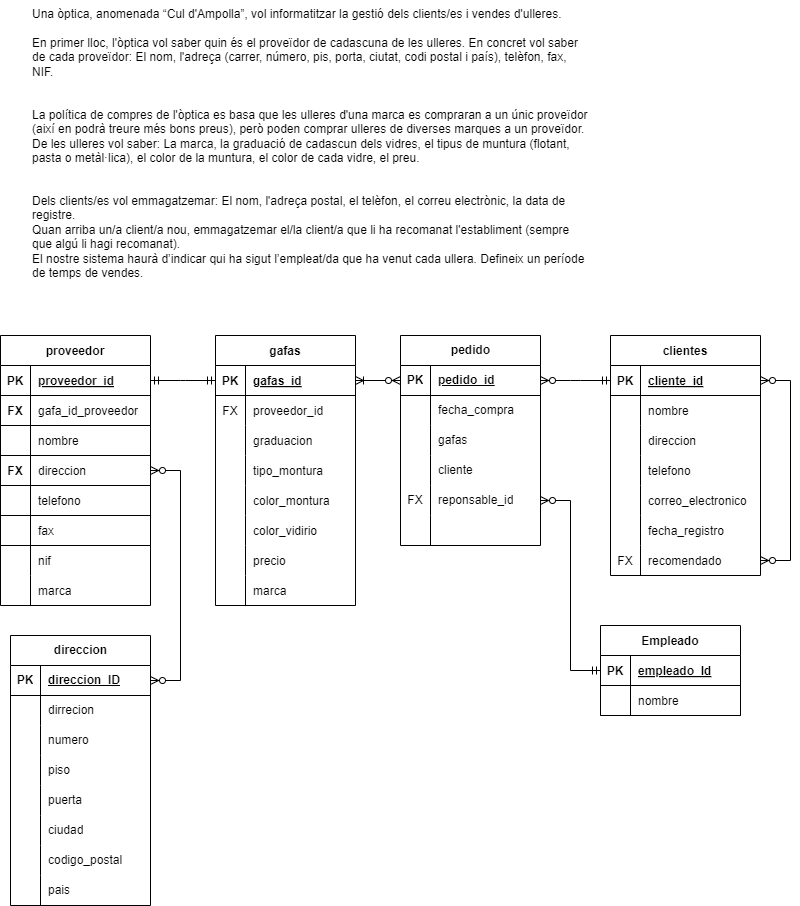 Una òptica, anomenada “Cul d'Ampolla”, vol informatitzar la gestió dels clients/es i vendes d'ulleres.
En primer lloc, l'òptica vol saber quin és el proveïdor de cadascuna de les ulleres. En concret vol saber
de cada proveïdor: El nom, l'adreça (carrer, número, pis, porta, ciutat, codi postal i país), telèfon, fax,
NIF.
La política de compres de l'òptica es basa que les ulleres d'una marca es compraran a un únic proveïdor
(així en podrà treure més bons preus), però poden comprar ulleres de diverses marques a un proveïdor.
De les ulleres vol saber: La marca, la graduació de cadascun dels vidres, el tipus de muntura (flotant,
pasta o metàl·lica), el color de la muntura, el color de cada vidre, el preu.
Dels clients/es vol emmagatzemar: El nom, l'adreça postal, el telèfon, el correu electrònic, la data de
registre.
Quan arriba un/a client/a nou, emmagatzemar el/la client/a que li ha recomanat l'establiment (sempre
que algú li hagi recomanat).
El nostre sistema haurà d’indicar qui ha sigut l’empleat/da que ha venut cada ullera. Defineix un període
de temps de vendes.
proveedor
PK proveedor_id
FX gafa_id_proveedor
nombre
FX direccion
telefono
fax
nif
marca
gafas
PK gafas_id
FX proveedor_id
graduacion
tipo_montura
color_montura
color_vidirio
precio
marca
pedido
PK pedido_id
fecha_compra
gafas
cliente
FX reponsable_id
clientes
PK cliente_id
nombre
direccion
telefono
correo_electronico
fecha_registro
FX recomendado
direccion
PK direccion_ID
dirrecion
numero
piso
puerta
ciudad
codigo_postal
pais
Empleado
PK empleado_Id
nombre